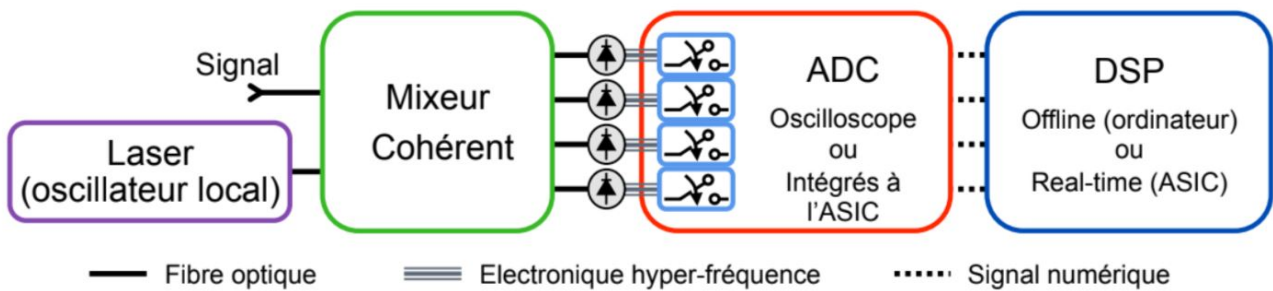 Signal
Laser
(oscillateur local)
Mixeur
Cohérent
ADC
Oscilloscope
ou
Intégrés à
l'ASIC
DSP
Offline (ordinateur)
ou
Real-time (ASIC)
Fibre optique
Electronique hyper-fréquence
Signal numérique